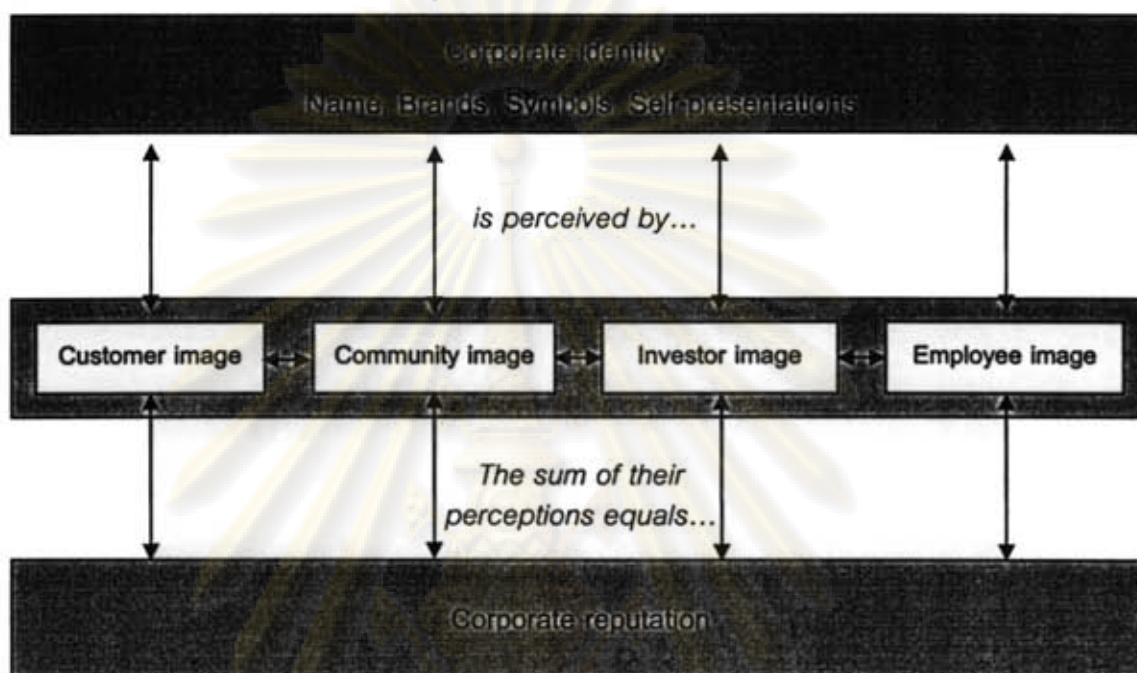 Corporate Identity
Name, Brands, Symbols, Self-presentations
is perceived by...
Customer image
Community image
Investor image
Employee image
The sum of their
perceptions equals...
Corporate reputation